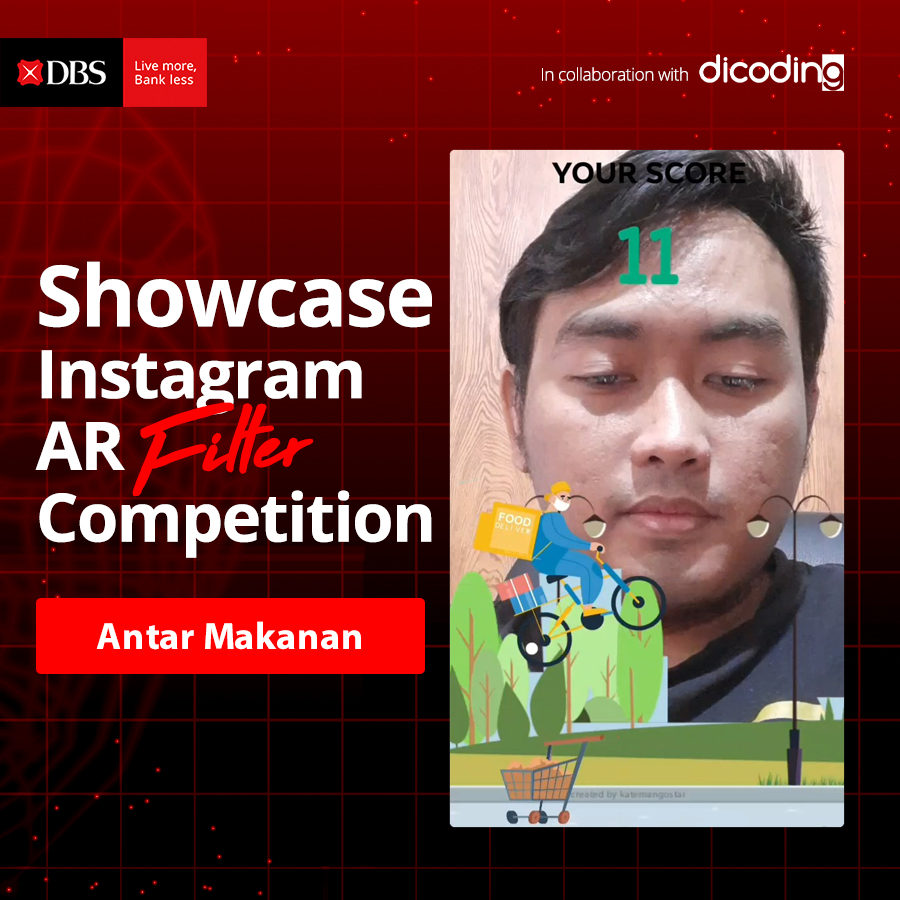 DBS
Live more,
Bank less
In collaboration with dicoding
YOUR SCORE
11
Showcase
Instagram
AR Filter
Competition
FOOD
DELIVERY
Antar Makanan
created by katemangostar